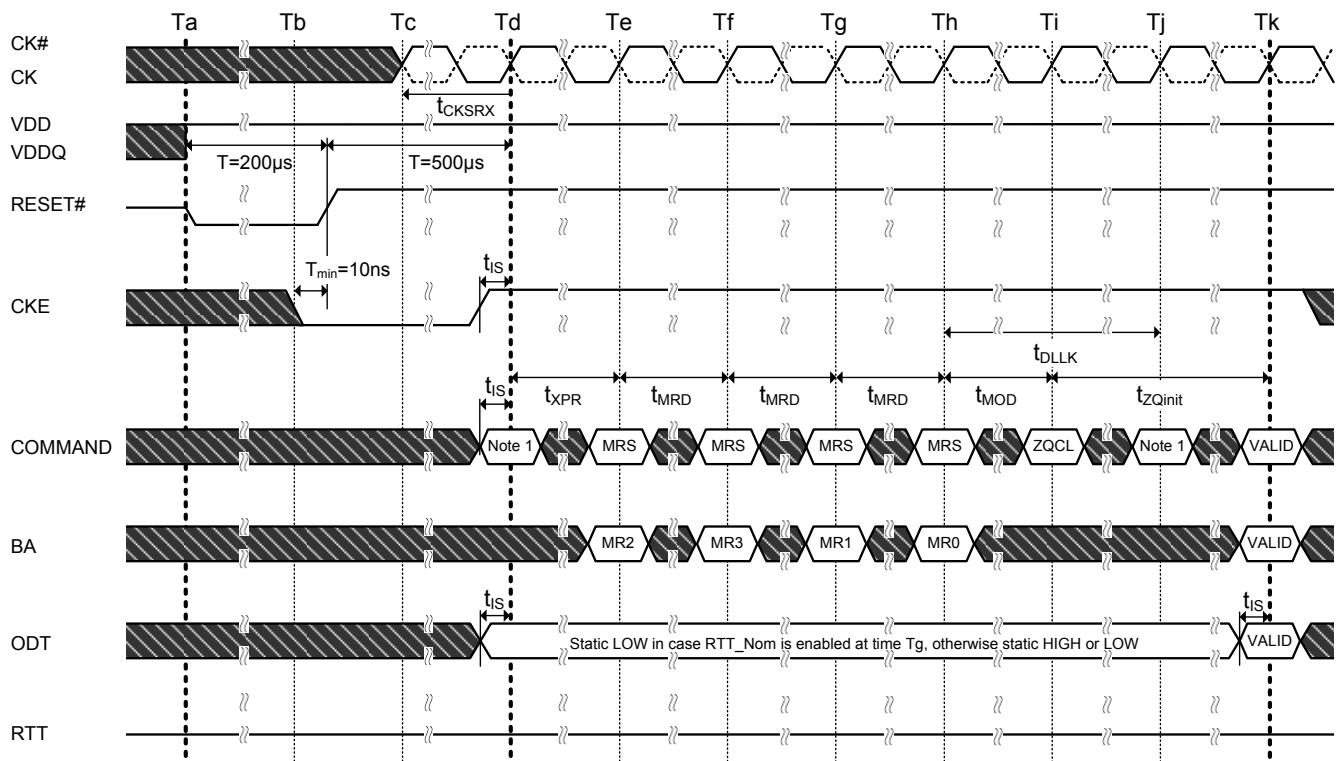 Ta Tb Tc Td Te Tf Tg Th Ti Tj Tk
CK#
CK
tCKSRX
VDD
VDDQ
T=200µs T=500µs
RESET#
Tmin=10ns tIS
CKE
tDLLK
tIS tXPR tMRD tMRD tMRD tMOD tZQinit
COMMAND Note 1 MRS MRS MRS MRS ZQCL Note 1 VALID
BA MR2 MR3 MR1 MR0 VALID
tIS tIS
ODT Static LOW in case RTT_Nom is enabled at time Tg, otherwise static HIGH or LOW VALID
RTT